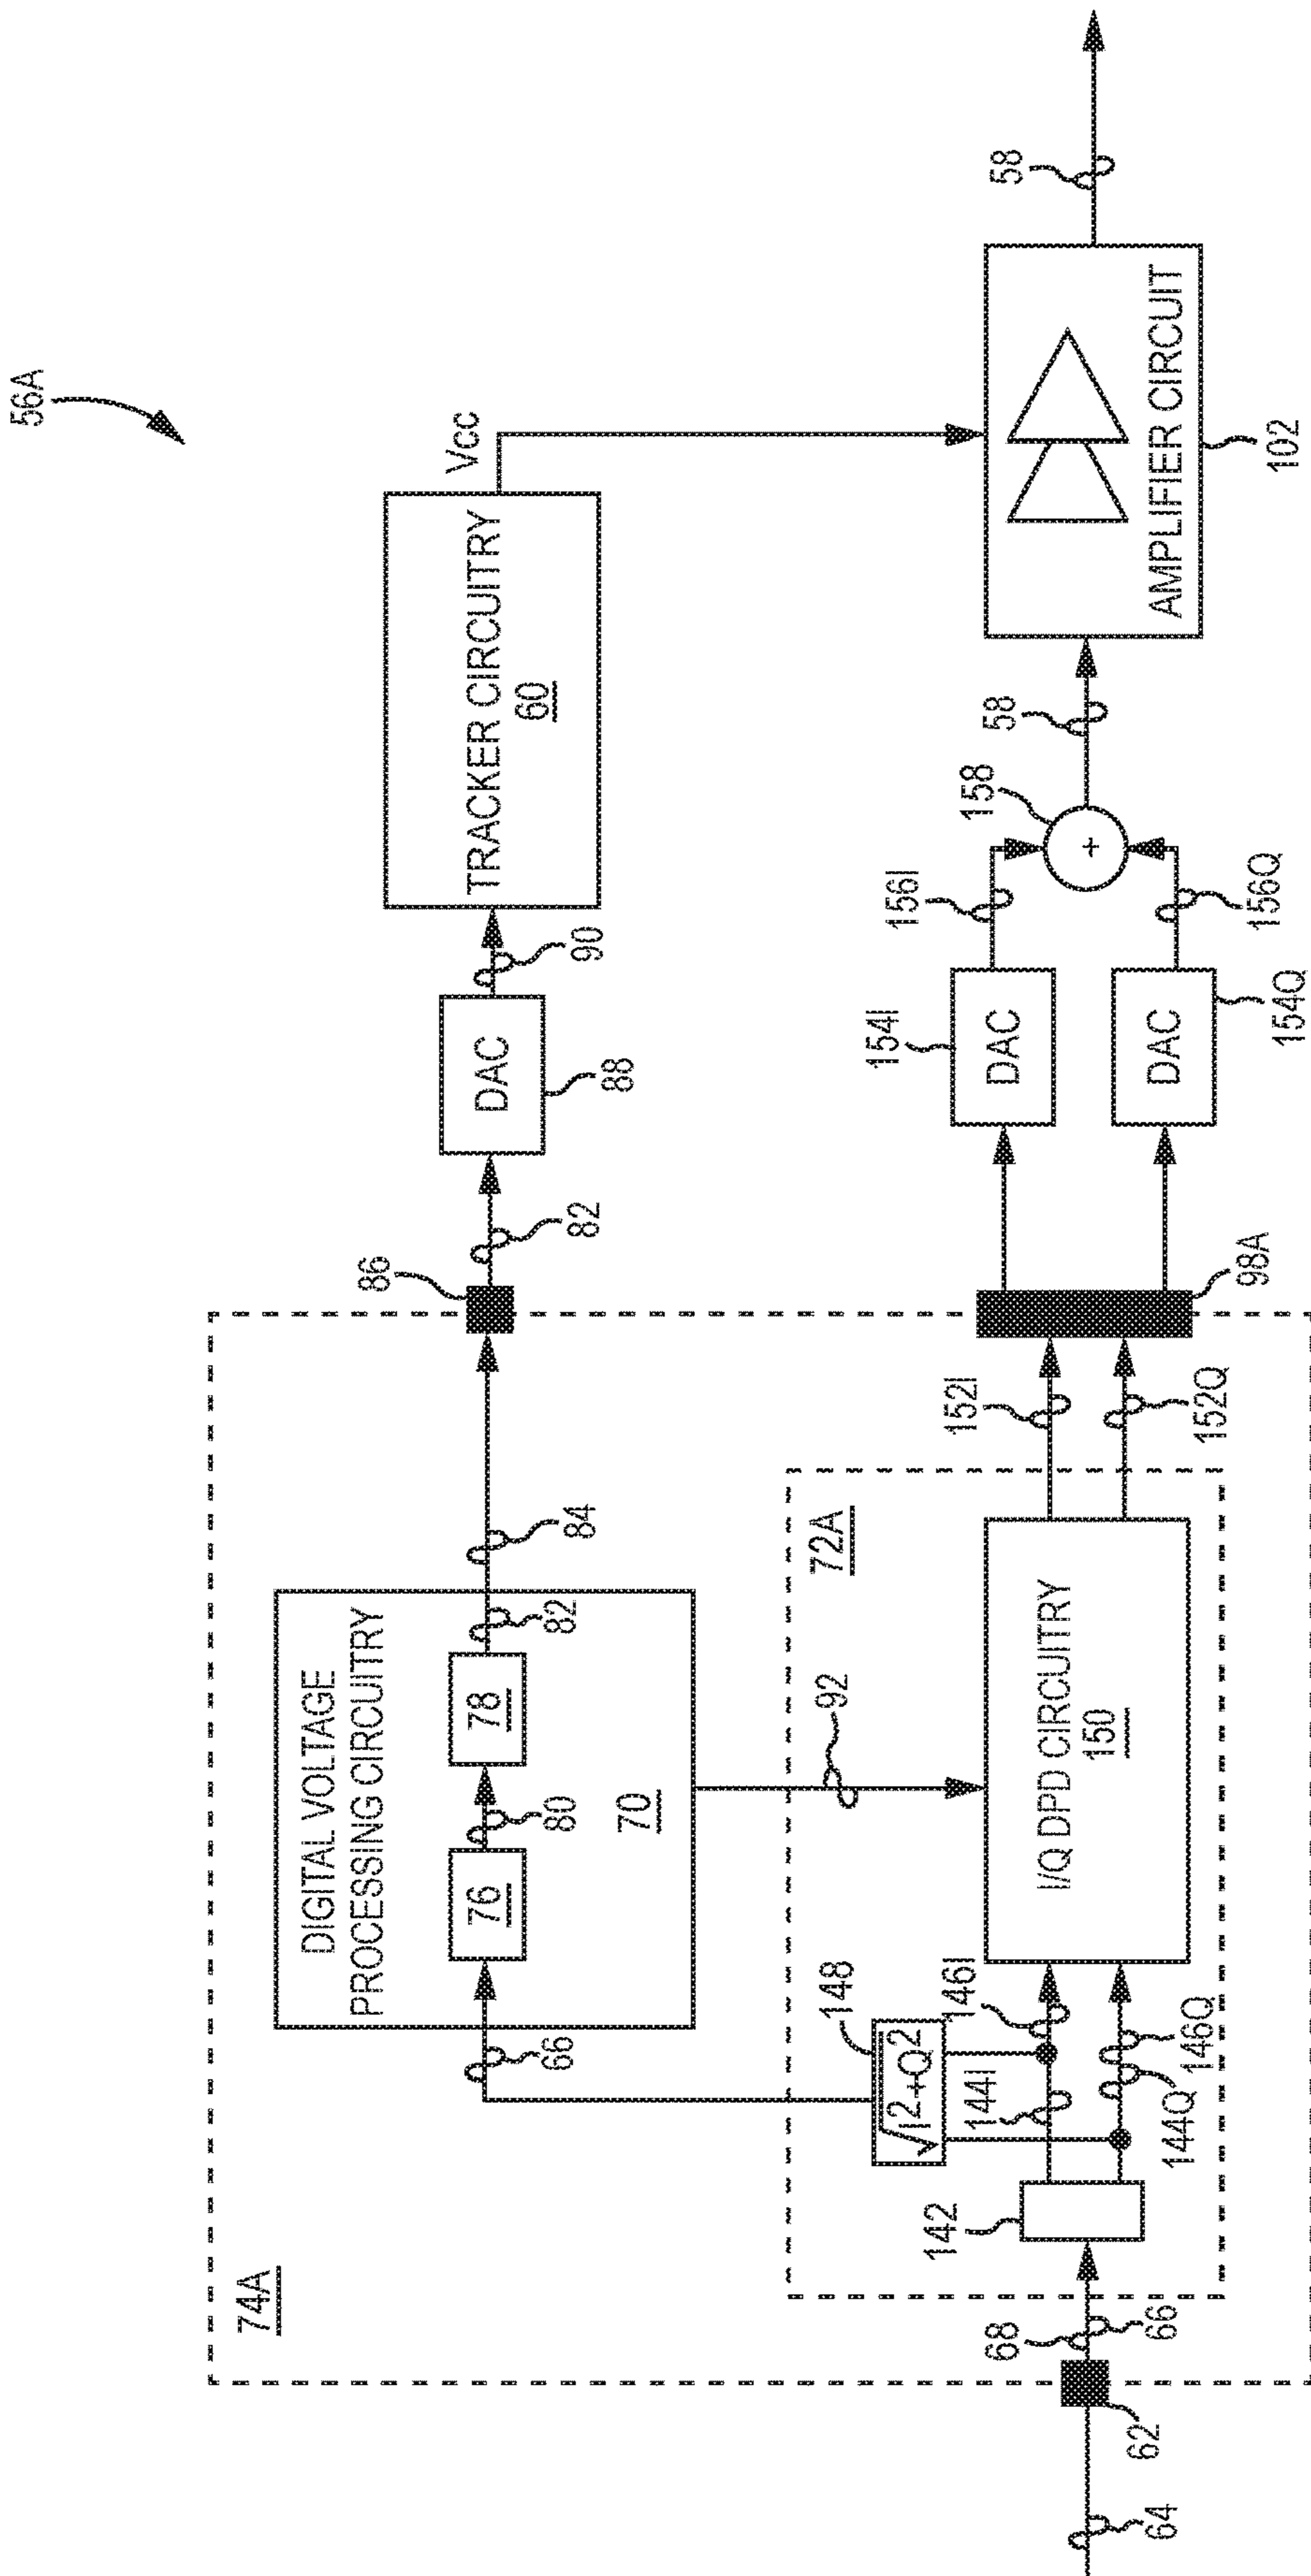 56A
74A
DIGITAL VOLTAGE
PROCESSING CIRCUITRY
76
80
78
82
70
66
84
86
82
DAC
88
90
TRACKER CIRCUITRY
60
Vcc
92
72A
148
√I²+Q²
142
144I
146I
144Q
146Q
I/Q DPD CIRCUITRY
150
152I
152Q
98A
154I
DAC
DAC
154Q
156I
156Q
158
+
58
AMPLIFIER CIRCUIT
102
58
64
62
68
66